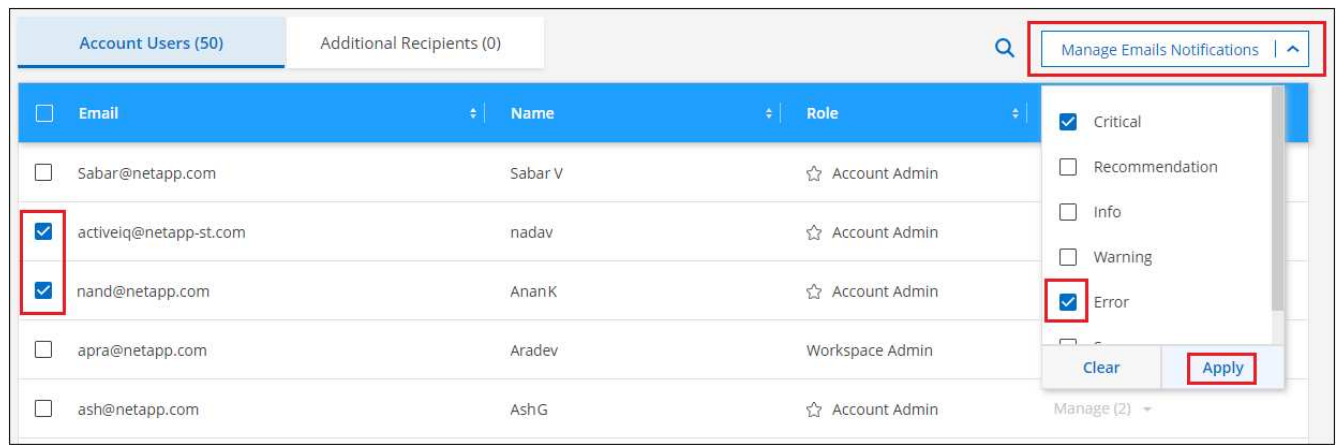 Account Users (50) Additional Recipients (0) Manage Emails Notifications
Email Name Role
Critical
Recommendation
Sabar@netapp.com Sabar V Account Admin
Info
activeiq@netapp-st.com nadav Account Admin
Warning
nand@netapp.com AnanK Account Admin
Error
apra@netapp.com Aradev Workspace Admin
Clear Apply
ash@netapp.com AshG Account Admin Manage (2)